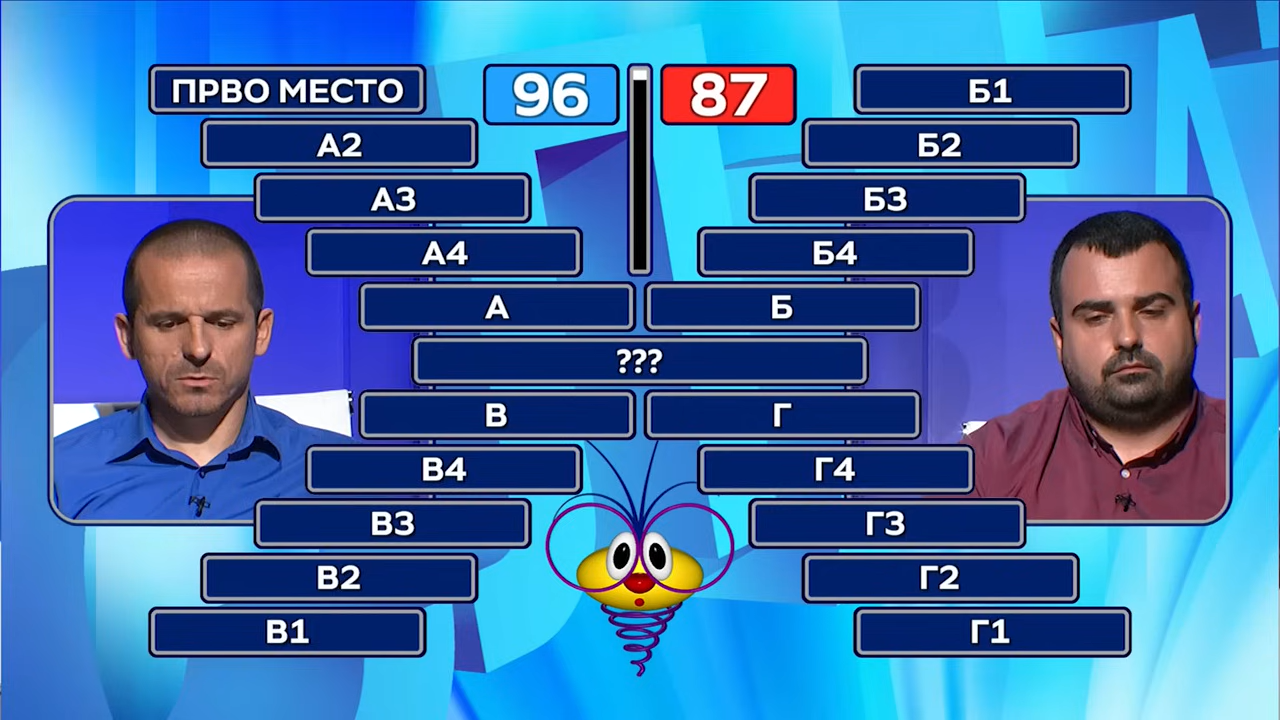 ПРВО МЕСТО 96 87 Б1
А2 Б2
А3 Б3
А4 Б4
А Б
???
В Г
В4 Г4
В3 Г3
В2 Г2
В1 Г1